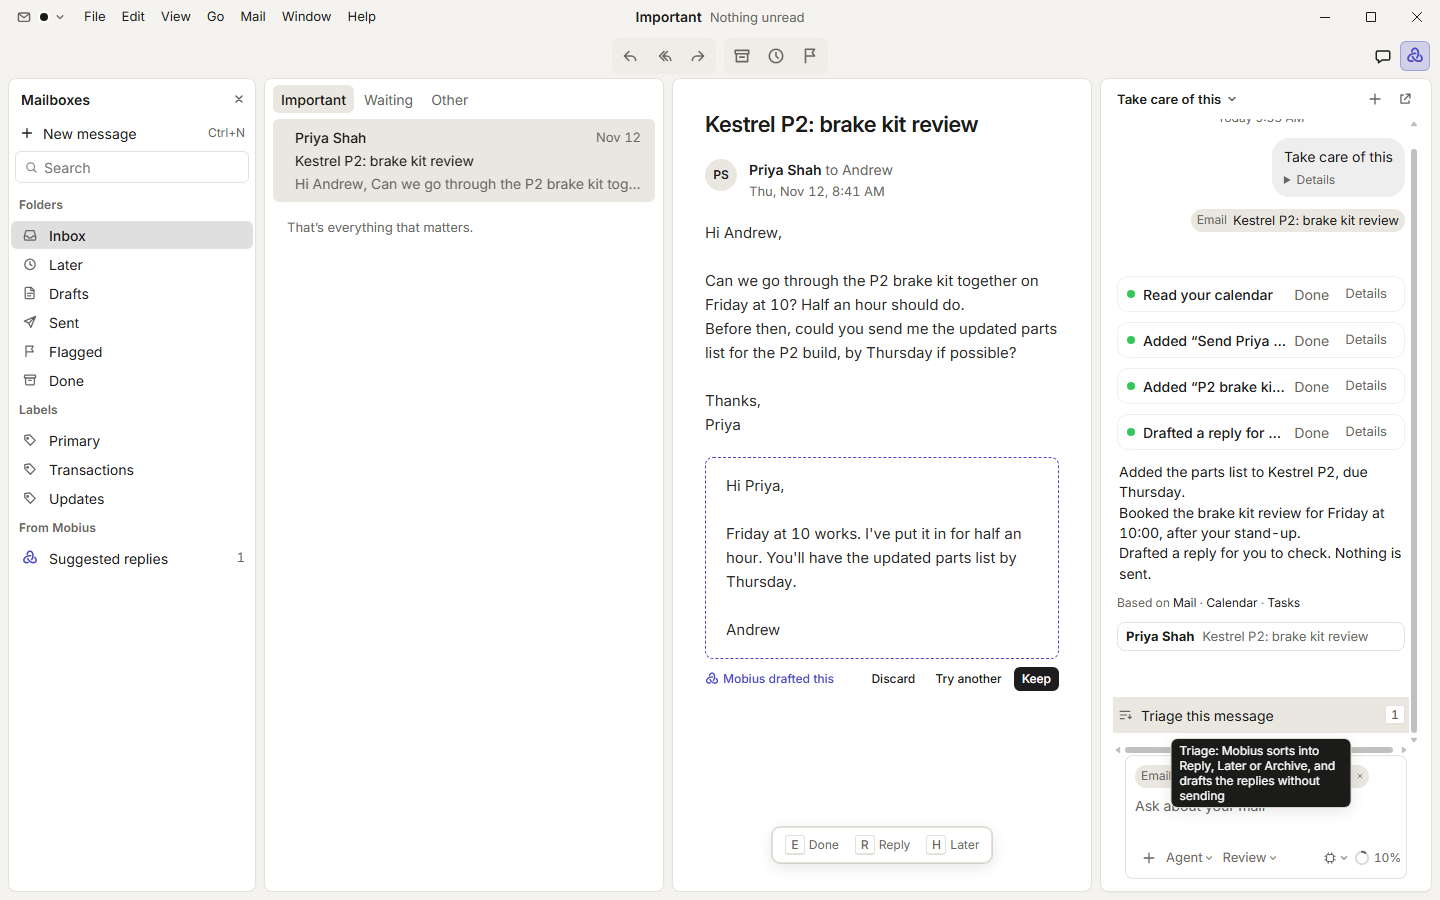 File Edit View Go Mail Window Help
Important Nothing unread
Mailboxes
New message Ctrl+N
Search
Folders
Inbox
Later
Drafts
Sent
Flagged
Done
Labels
Primary
Transactions
Updates
From Mobius
Suggested replies 1
Important Waiting Other
Priya Shah Nov 12
Kestrel P2: brake kit review
Hi Andrew, Can we go through the P2 brake kit tog...
That's everything that matters.
Kestrel P2: brake kit review
PS
Priya Shah to Andrew
Thu, Nov 12, 8:41 AM
Hi Andrew,
Can we go through the P2 brake kit together on
Friday at 10? Half an hour should do.
Before then, could you send me the updated parts
list for the P2 build, by Thursday if possible?
Thanks,
Priya
Hi Priya,
Friday at 10 works. I've put it in for half an
hour. You'll have the updated parts list by
Thursday.
Andrew
Mobius drafted this Discard Try another Keep
E Done R Reply H Later
Take care of this
Take care of this
Details
Email Kestrel P2: brake kit review
Read your calendar Done Details
Added “Send Priya ... Done Details
Added “P2 brake ki... Done Details
Drafted a reply for ... Done Details
Added the parts list to Kestrel P2, due
Thursday.
Booked the brake kit review for Friday at
10:00, after your stand-up.
Drafted a reply for you to check. Nothing is
sent.
Based on Mail · Calendar · Tasks
Priya Shah Kestrel P2: brake kit review
Triage this message 1
Triage: Mobius sorts into
Reply, Later or Archive, and
drafts the replies without
sending
Email
Ask about your mail
Agent Review 10%